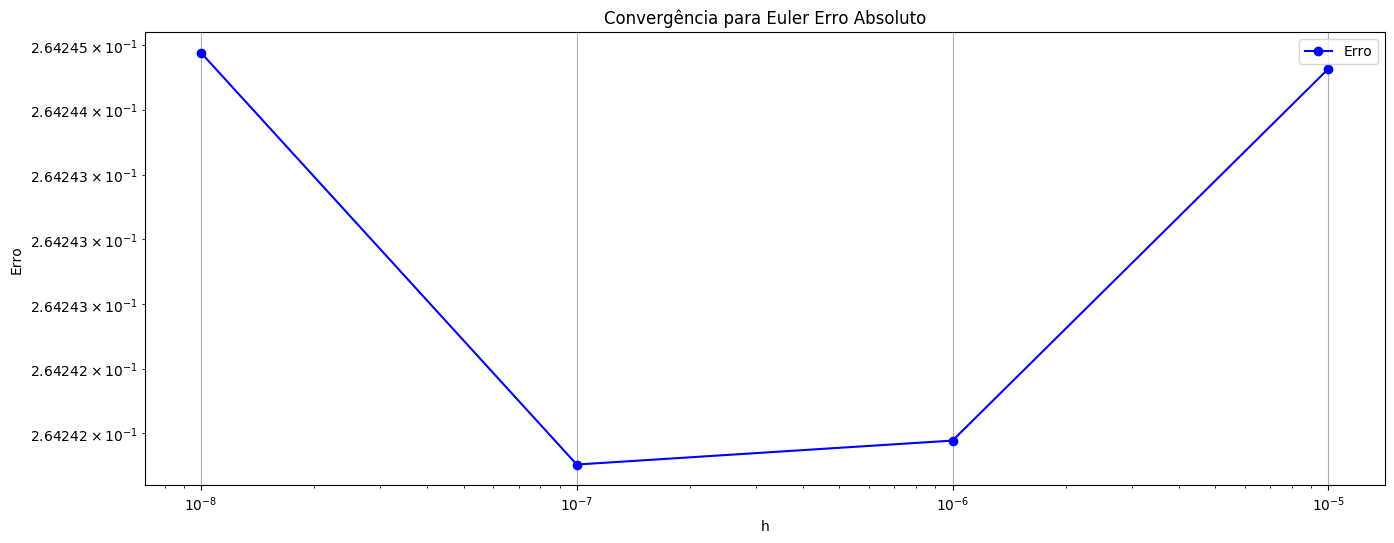 Convergência para Euler Erro Absoluto
Erro
2.64245 × 10⁻¹
2.64244 × 10⁻¹
2.64243 × 10⁻¹
2.64243 × 10⁻¹
2.64243 × 10⁻¹
2.64242 × 10⁻¹
2.64242 × 10⁻¹
Erro
10⁻⁸
10⁻⁷
10⁻⁶
10⁻⁵
h